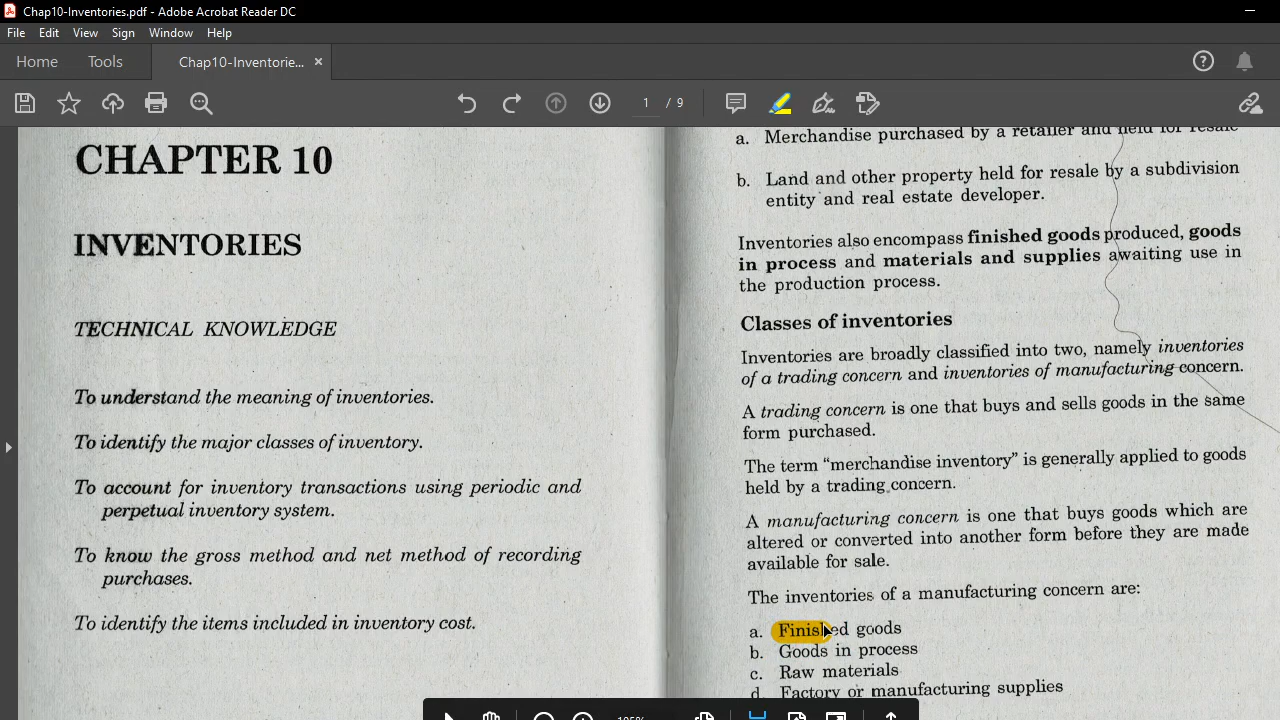 Chap10-Inventories.pdf - Adobe Acrobat Reader DC
File Edit View Sign Window Help
Home Tools Chap10-Inventorie... ×
1 / 9
CHAPTER 10
INVENTORIES
TECHNICAL KNOWLEDGE
To understand the meaning of inventories.
To identify the major classes of inventory.
To account for inventory transactions using periodic and
perpetual inventory system.
To know the gross method and net method of recording
purchases.
To identify the items included in inventory cost.
a. Merchandise purchased by a retailer and held for resale
b. Land and other property held for resale by a subdivision
entity and real estate developer.
Inventories also encompass finished goods produced, goods
in process and materials and supplies awaiting use in
the production process.
Classes of inventories
Inventories are broadly classified into two, namely inventories
of a trading concern and inventories of manufacturing concern.
A trading concern is one that buys and sells goods in the same
form purchased.
The term “merchandise inventory” is generally applied to goods
held by a trading concern.
A manufacturing concern is one that buys goods which are
altered or converted into another form before they are made
available for sale.
The inventories of a manufacturing concern are:
a. Finished goods
b. Goods in process
c. Raw materials
d. Factory or manufacturing supplies